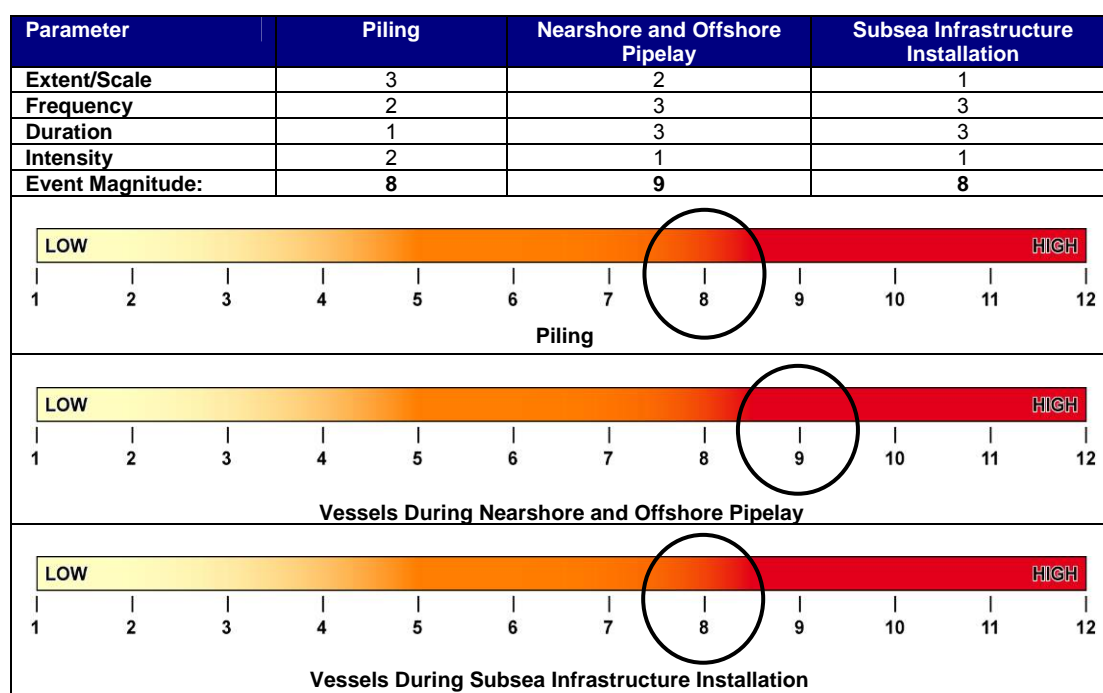 Parameter Piling Nearshore and Offshore Pipelay Subsea Infrastructure Installation
Extent/Scale 3 2 1
Frequency 2 3 3
Duration 1 3 3
Intensity 2 1 1
Event Magnitude: 8 9 8
LOW HIGH
1 2 3 4 5 6 7 8 9 10 11 12
Piling
LOW HIGH
1 2 3 4 5 6 7 8 9 10 11 12
Vessels During Nearshore and Offshore Pipelay
LOW HIGH
1 2 3 4 5 6 7 8 9 10 11 12
Vessels During Subsea Infrastructure Installation